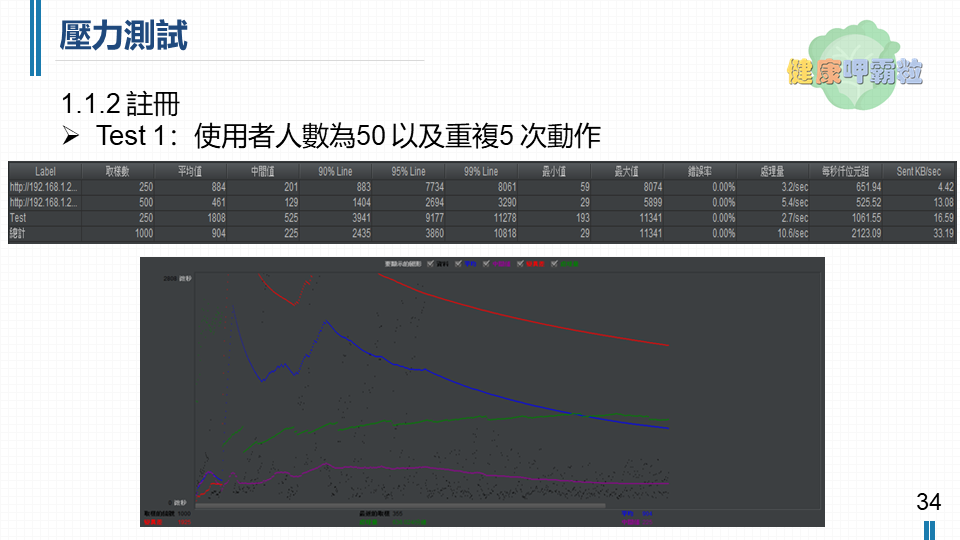 壓力測試
健康呷霸粒
1.1.2 註冊
➢ Test 1：使用者人數為50 以及重複5 次動作
Label 取樣數 平均值 中間值 90% Line 95% Line 99% Line 最小值 最大值 錯誤率 處理量 每秒仟位元組 Sent KB/sec
http://192.168.1.2... 250 884 201 883 7734 8061 59 8074 0.00% 3.2/sec 651.94 4.42
http://192.168.1.2... 500 461 129 1404 2694 3290 29 5899 0.00% 5.4/sec 525.52 13.08
Test 250 1808 525 3941 9177 11278 193 11341 0.00% 2.7/sec 1061.55 16.59
總計 1000 904 225 2435 3860 10818 29 11341 0.00% 10.6/sec 2123.09 33.19
資料 平均
0
34